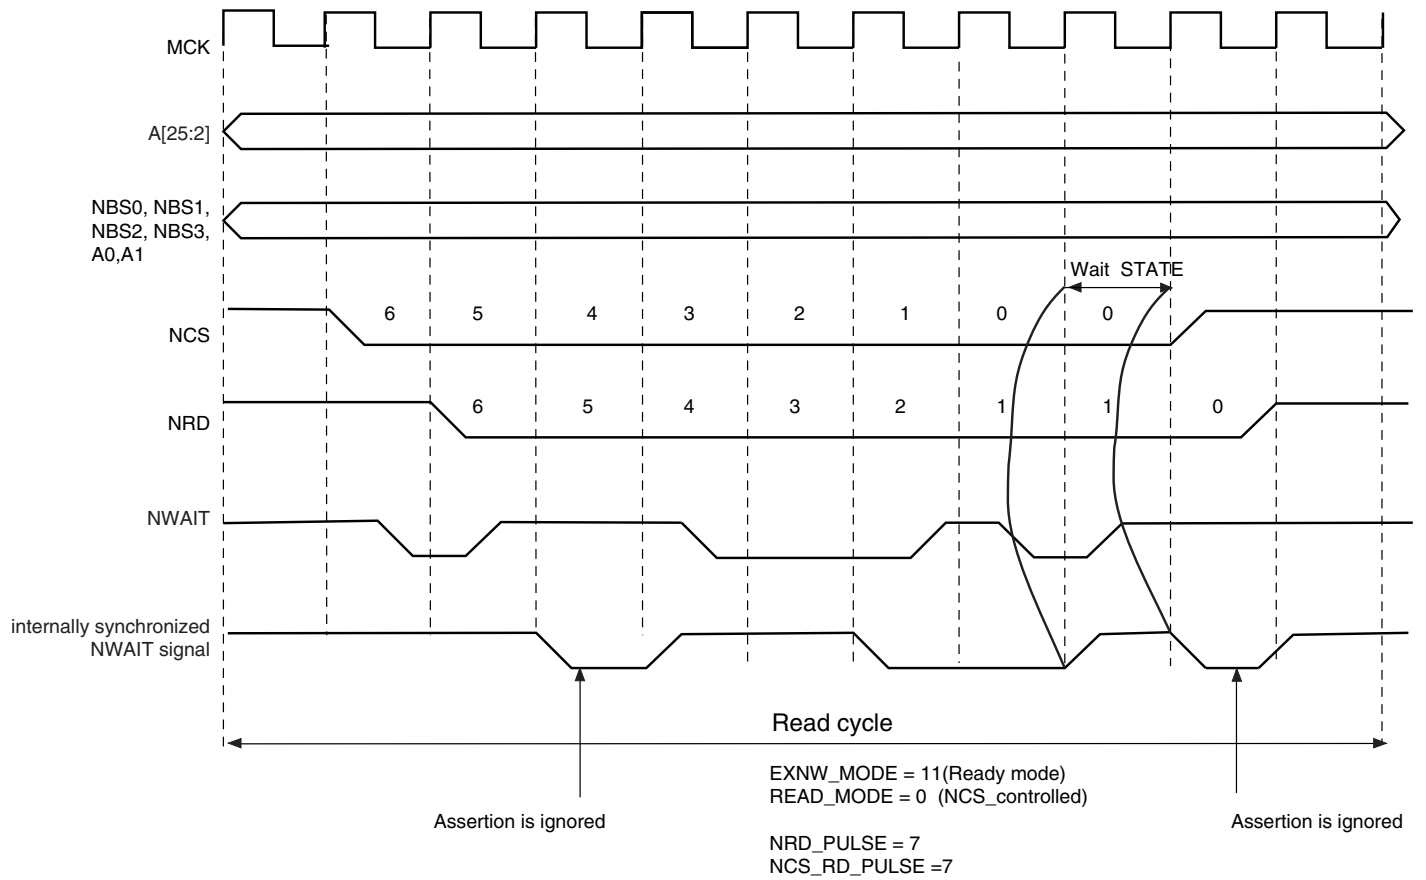 MCK
A[25:2]
NBS0, NBS1,
NBS2, NBS3,
A0,A1
Wait STATE
NCS
6 5 4 3 2 1 0 0
NRD
6 5 4 3 2 1 1 0
NWAIT
internally synchronized
NWAIT signal
Read cycle
EXNW_MODE = 11(Ready mode)
READ_MODE = 0 (NCS_controlled)
Assertion is ignored
Assertion is ignored
NRD_PULSE = 7
NCS_RD_PULSE =7